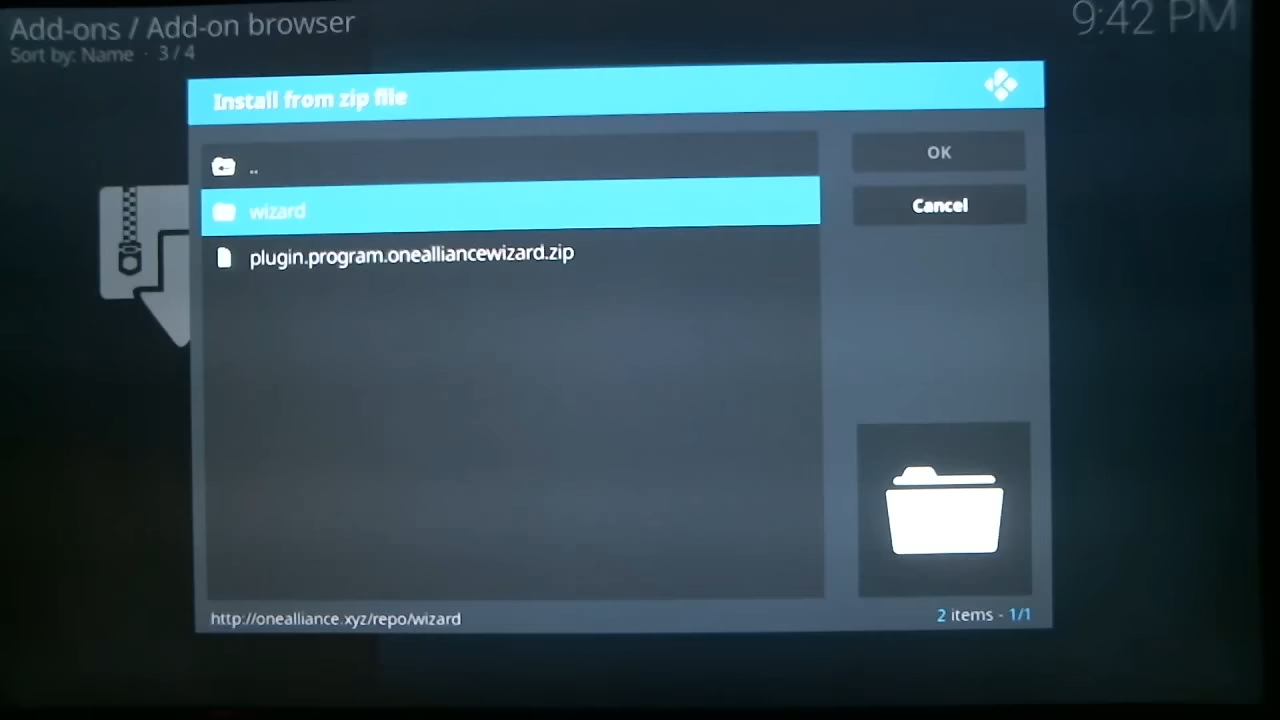 Add-ons / Add-on browser
Sort by: Name · 3 / 4
9:42 PM
Install from zip file
..
wizard
plugin.program.onealliancewizard.zip
OK
Cancel
http://onealliance.xyz/repo/wizard
2 items - 1/1